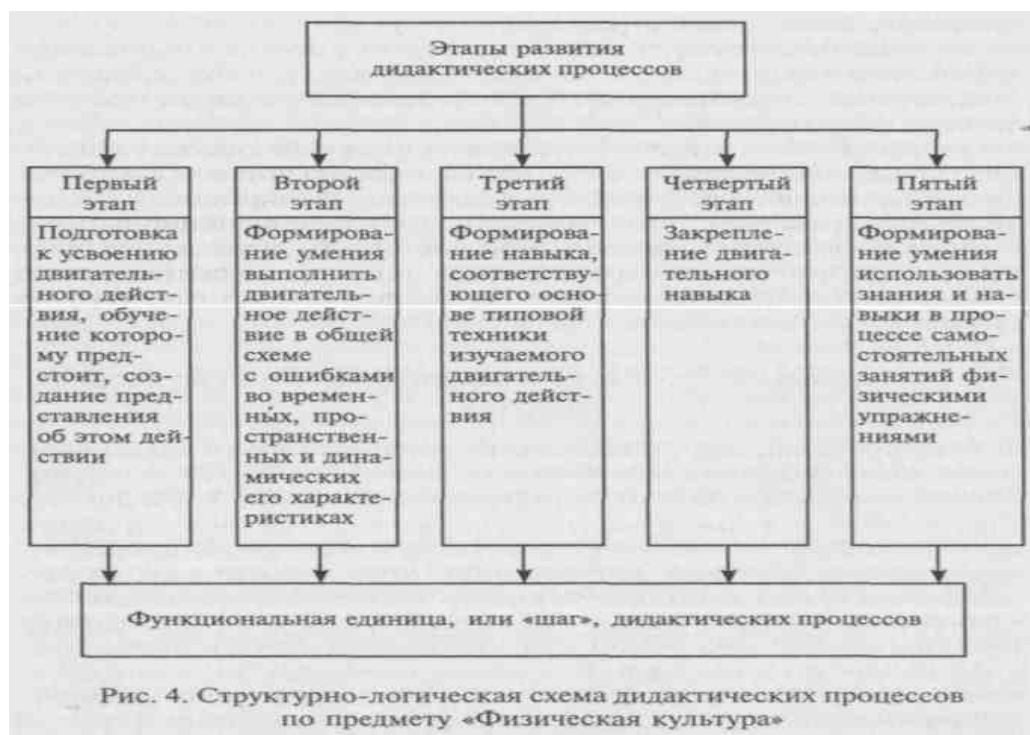 Этапы развития
дидактических процессов
Первый
этап
Подготовка
к усвоению
двигатель-
ного дейст-
вия, обуче-
ние которо-
му пред-
стоит, соз-
дание пред-
ставления
об этом дей-
ствии
Второй
этап
Формирова-
ние умения
выполнить
двигатель-
ное дейст-
вие в общей
схеме
с ошибками
во времен-
ны́х, про-
странствен-
ных и дина-
мических
его характе-
ристиках
Третий
этап
Формирова-
ние навыка,
соответству-
ющего осно-
ве типовой
техники
изучаемого
двигатель-
ного дейст-
вия
Четвертый
этап
Закрепле-
ние двига-
тельного
навыка
Пятый
этап
Формирова-
ние умения
использовать
знания и на-
выки в про-
цессе само-
стоятельных
занятий фи-
зическими
упражне-
ниями
Функциональная единица, или «шаг», дидактических процессов
Рис. 4. Структурно-логическая схема дидактических процессов
по предмету «Физическая культура»